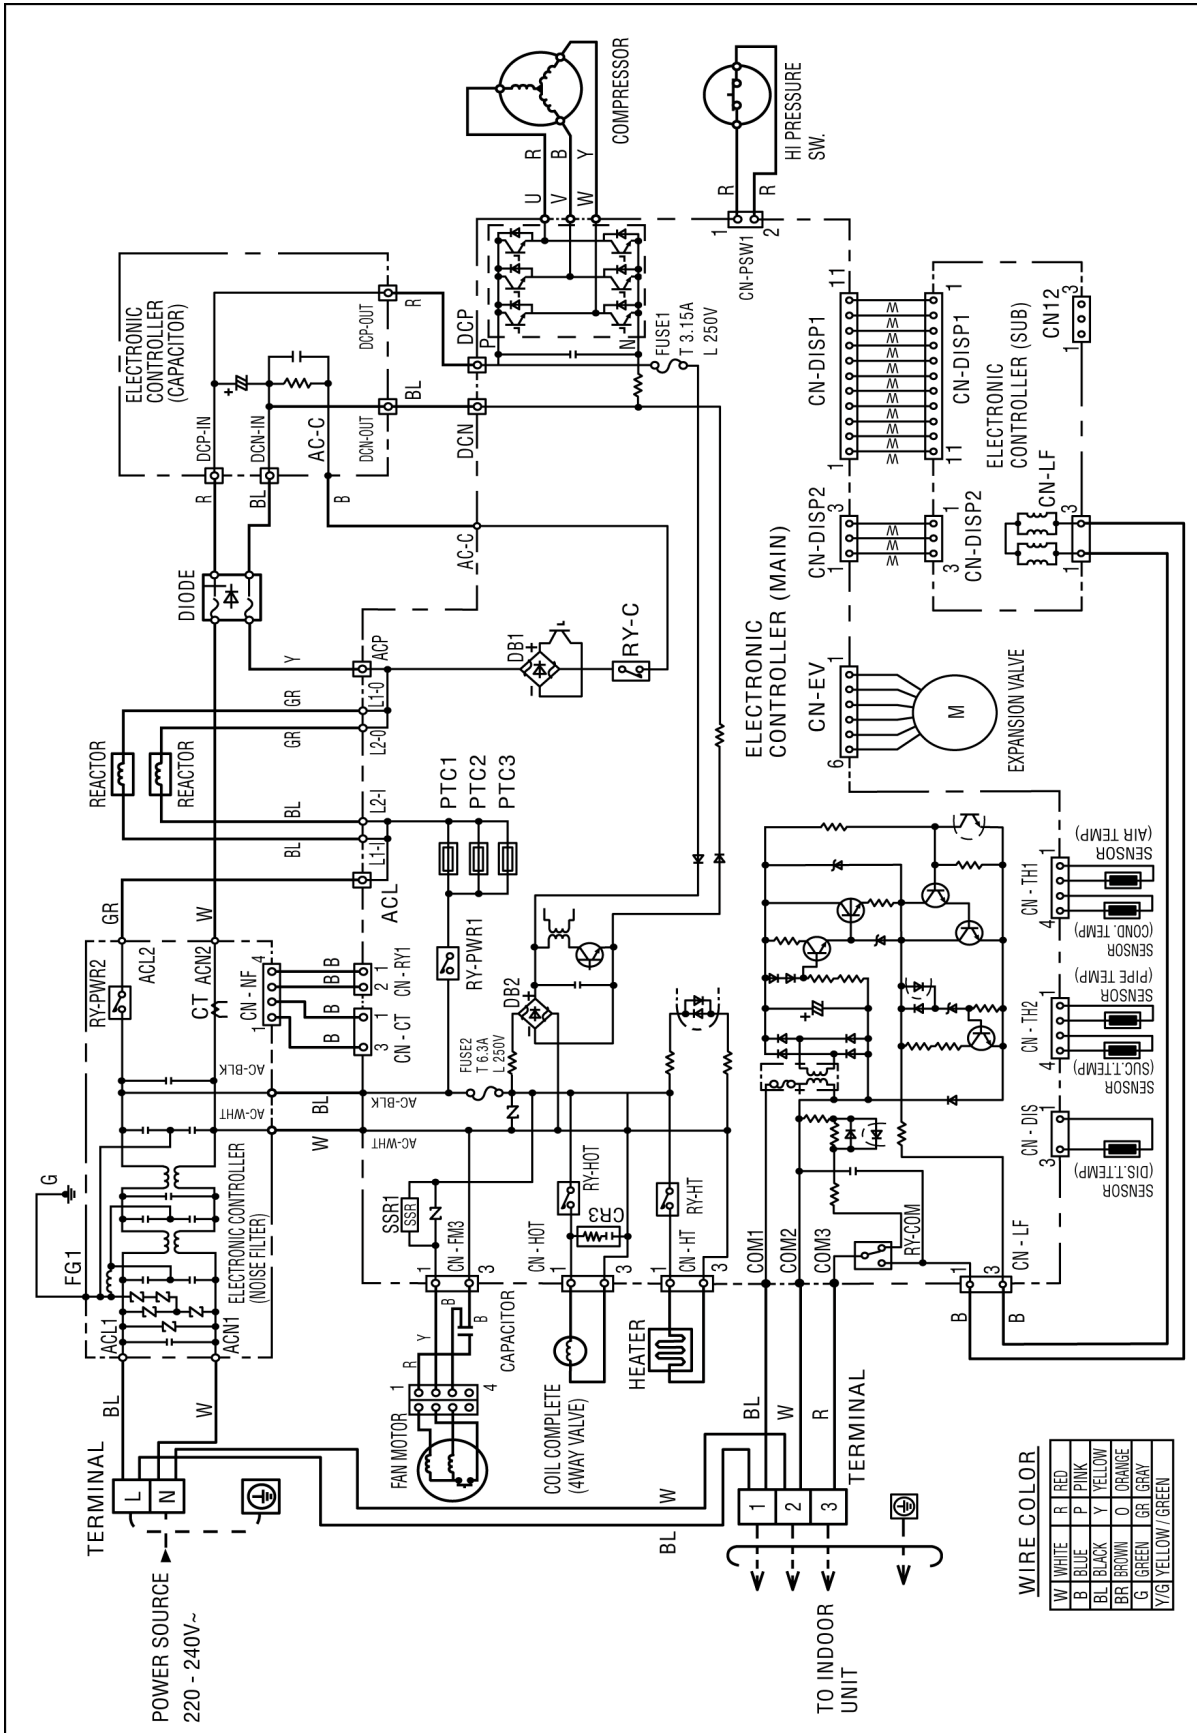 TERMINAL
L
N
POWER SOURCE
220 - 240V~
BL
W
G
FG1
ACL1
ACN1
ELECTRONIC CONTROLLER
(NOISE FILTER)
AC-WHT
AC-BLK
RY-PWR2
ACL2
ACN2
CT
CN - NF
1
4
GR
W
BL
W
B
B
B
B
AC-BLK
AC-WHT
3
1
CN - CT
2
1
CN - RY1
ACL
L1-I
L2-I
BL
BL
REACTOR
REACTOR
GR
GR
L2-O
L1-O
ACP
Y
DIODE
R
BL
B
DCP-IN
DCN-IN
AC-C
ELECTRONIC
CONTROLLER
(CAPACITOR)
+
DCP-OUT
DCN-OUT
R
BL
DCP
DCN
AC-C
P
N
U
V
W
R
B
Y
COMPRESSOR
FUSE1
T 3.15A
L 250V
HI PRESSURE
SW.
R
R
CN-PSW1
1
2
DB1
+
-
RY-C
PTC1
PTC2
PTC3
RY-PWR1
FUSE2
T 6.3A
L 250V
DB2
+
-
SSR1
SSR
CN - FM3
1
3
RY-HOT
CR3
CN - HOT
1
3
RY-HT
CN - HT
1
3
R
Y
B
B
CAPACITOR
FAN MOTOR
1
4
COIL COMPLETE
(4WAY VALVE)
HEATER
COM1
COM2
COM3
BL
W
R
BL
W
TERMINAL
1
2
3
TO INDOOR
UNIT
RY-COM
CN - LF
1
3
B
B
+
ELECTRONIC
CONTROLLER (MAIN)
CN-EV
6
1
M
EXPANSION VALVE
CN-DISP2
1
3
W
W
W
3
1
CN-DISP2
CN-DISP1
1
11
W
W
W
W
W
W
W
W
W
W
W
11
1
CN-DISP1
ELECTRONIC
CONTROLLER (SUB)
CN-LF
1
3
CN12
1
3
CN - DIS
3
1
SENSOR
(DIS.T.TEMP)
CN - TH2
4
1
SENSOR
(SUC.T.TEMP)
SENSOR
(PIPE TEMP)
CN - TH1
4
1
SENSOR
(COND. TEMP)
SENSOR
(AIR TEMP)
WIRE COLOR
W WHITE R RED
B BLUE P PINK
BL BLACK Y YELLOW
BR BROWN O ORANGE
G GREEN GR GRAY
Y/G YELLOW / GREEN